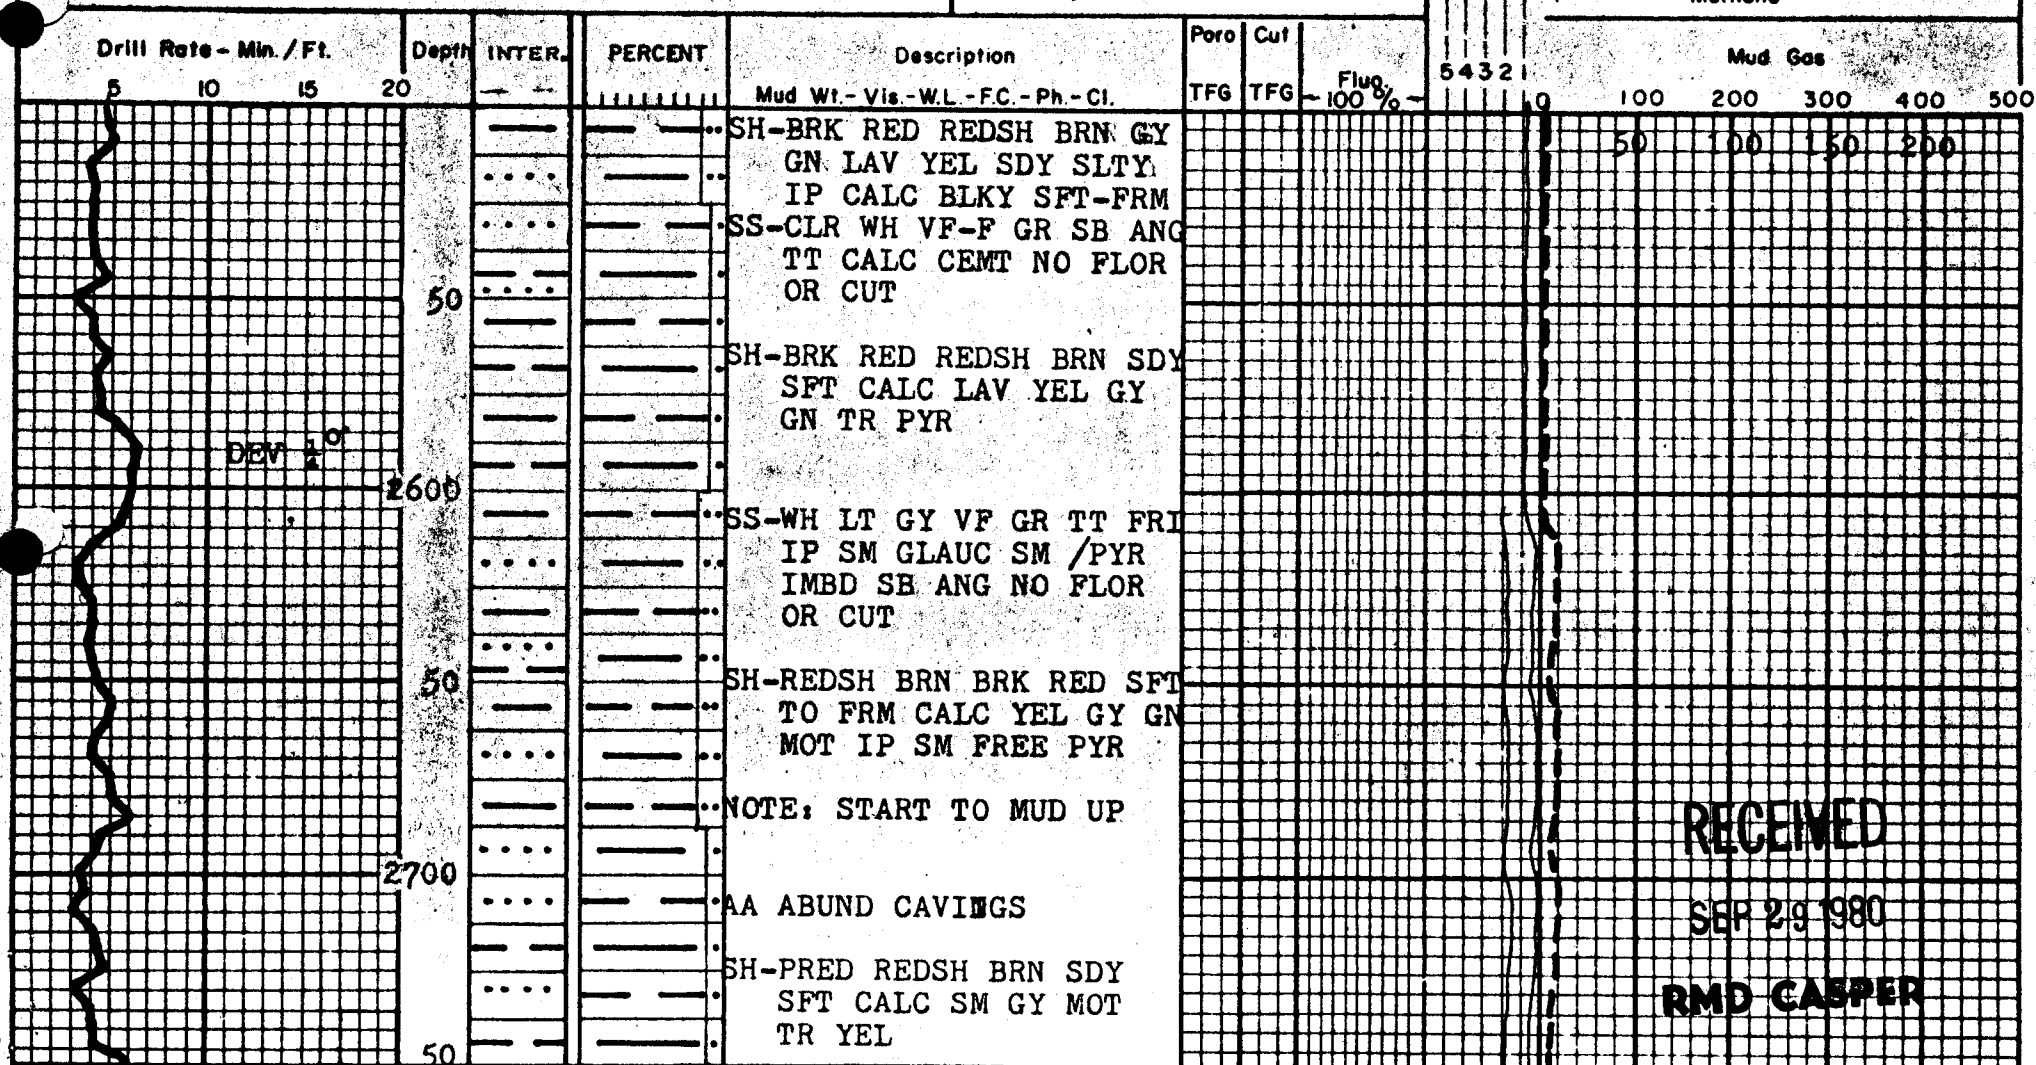 Drill Rate - Min./Ft.
5 10 15 20
Depth
INTER.
PERCENT
Description
Mud Wt.- Vis.-W.L.-F.C.-Ph.-Cl.
Poro
TFG
Cut
TFG
Fluo
100 %
5 4 3 2 1
Mud Gas
0 100 200 300 400 500
50 100 150 200
SH-BRK RED REDSH BRN GY
GN LAV YEL SDY SLTY
IP CALC BLKY SFT-FRM
SS-CLR WH VF-F GR SB ANG
TT CALC CEMT NO FLOR
OR CUT
50
SH-BRK RED REDSH BRN SDY
SFT CALC LAV YEL GY
GN TR PYR
DEV 1/4°
2600
SS-WH LT GY VF GR TT FRI
IP SM GLAUC SM /PYR
IMBD SB ANG NO FLOR
OR CUT
50
SH-REDSH BRN BRK RED SFT
TO FRM CALC YEL GY GN
MOT IP SM FREE PYR
NOTE: START TO MUD UP
RECEIVED
2700
AA ABUND CAVINGS
SEP 29 1980
SH-PRED REDSH BRN SDY
SFT CALC SM GY MOT
TR YEL
RMD CASPER
50